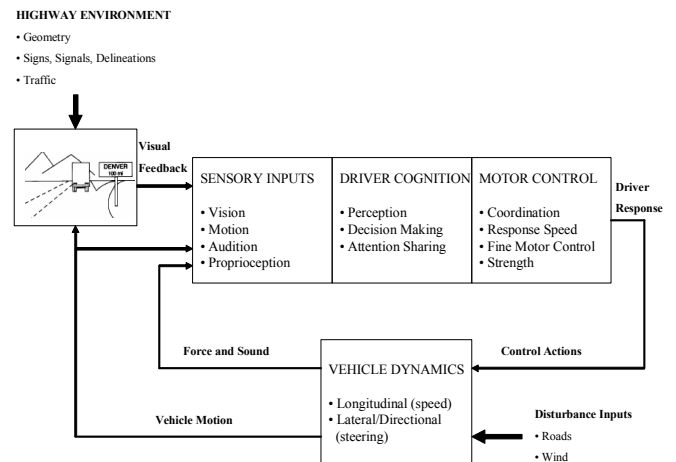 HIGHWAY ENVIRONMENT
• Geometry
• Signs, Signals, Delineations
• Traffic
DENVER
100 mi
Visual
Feedback
SENSORY INPUTS
• Vision
• Motion
• Audition
• Proprioception
DRIVER COGNITION
• Perception
• Decision Making
• Attention Sharing
MOTOR CONTROL
• Coordination
• Response Speed
• Fine Motor Control
• Strength
Driver
Response
Force and Sound
Control Actions
VEHICLE DYNAMICS
• Longitudinal (speed)
• Lateral/Directional
(steering)
Vehicle Motion
Disturbance Inputs
• Roads
• Wind